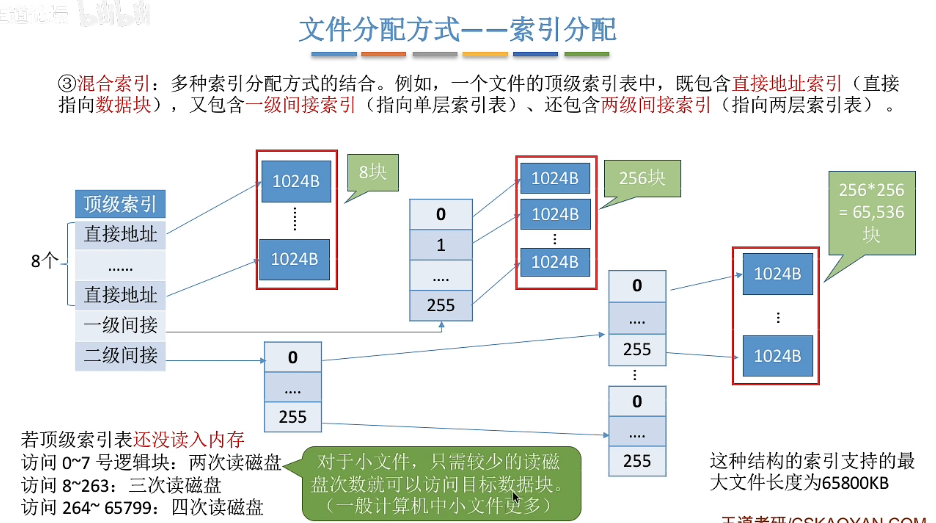 bilibili
文件分配方式——索引分配
③混合索引：多种索引分配方式的结合。例如，一个文件的顶级索引表中，既包含直接地址索引（直接
指向数据块），又包含一级间接索引（指向单层索引表）、还包含两级间接索引（指向两层索引表）。
顶级索引
直接地址
……
直接地址
一级间接
二级间接
8个
1024B
1024B
8块
0
1
....
255
1024B
1024B
1024B
256块
0
....
255
0
....
255
0
....
255
1024B
1024B
256*256
= 65,536
块
若顶级索引表还没读入内存
访问 0~7 号逻辑块：两次读磁盘
访问 8~263：三次读磁盘
访问 264~ 65799：四次读磁盘
对于小文件，只需较少的读磁
盘次数就可以访问目标数据块。
（一般计算机中小文件更多）
这种结构的索引支持的最
大文件长度为65800KB
王道考研/CSKAOYAN.COM